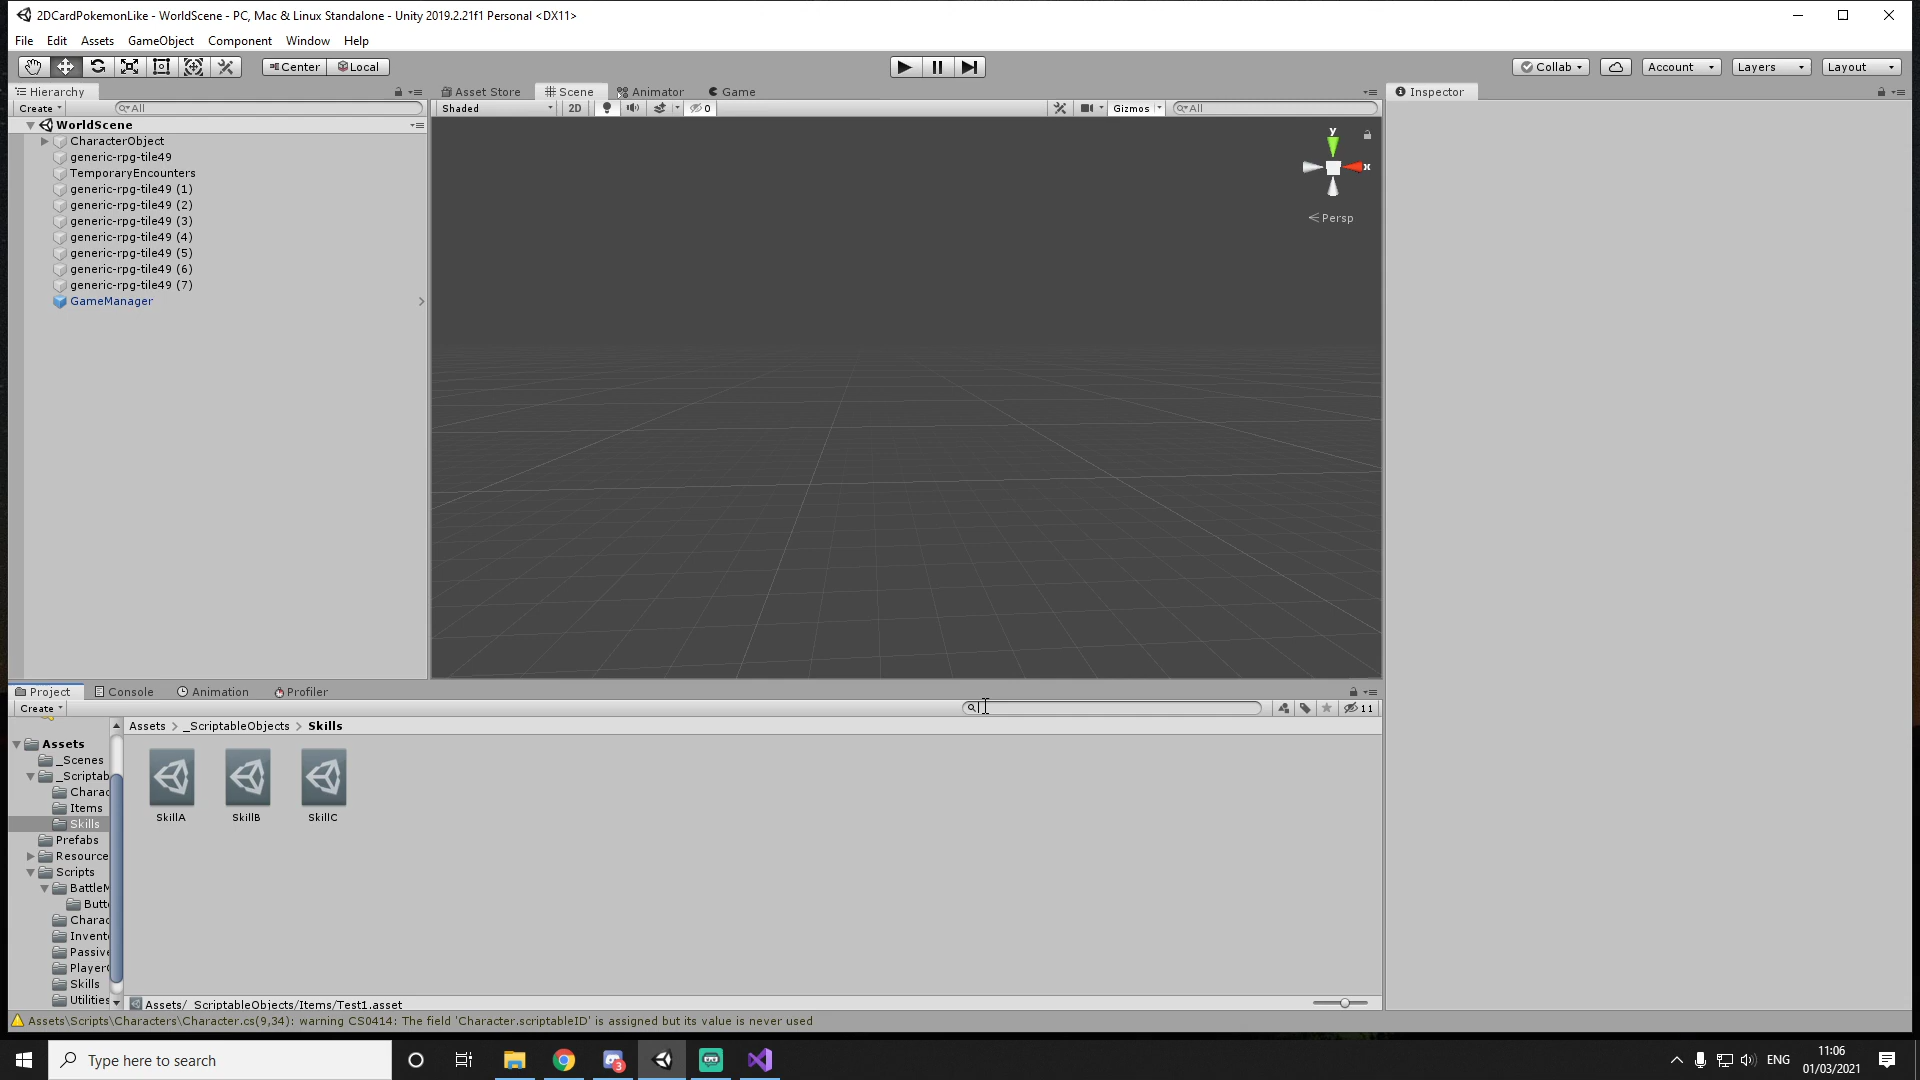 2DCardPokemonLike - WorldScene - PC, Mac & Linux Standalone - Unity 2019.2.21f1 Personal <DX11>
File Edit Assets GameObject Component Window Help
Center Local Collab Account Layers Layout
Hierarchy Asset Store Scene Animator Game Inspector
Create All Shaded 2D 0 Gizmos All
WorldScene
CharacterObject
generic-rpg-tile49
TemporaryEncounters
generic-rpg-tile49 (1)
generic-rpg-tile49 (2)
generic-rpg-tile49 (3)
generic-rpg-tile49 (4)
generic-rpg-tile49 (5)
generic-rpg-tile49 (6)
generic-rpg-tile49 (7)
GameManager
y
x
Persp
Project Console Animation Profiler
Create 11
Assets > _ScriptableObjects > Skills
Assets
_Scenes
_Scriptab
Charac
Items
Skills
Prefabs
Resource
Scripts
BattleM
Butt
Charac
Invent
Passive
Player
Skills
Utilities
SkillA SkillB SkillC
Assets/_ScriptableObjects/Items/Test1.asset
Assets\Scripts\Characters\Character.cs(9,34): warning CS0414: The field 'Character.scriptableID' is assigned but its value is never used
Type here to search
3
ENG
11:06
01/03/2021